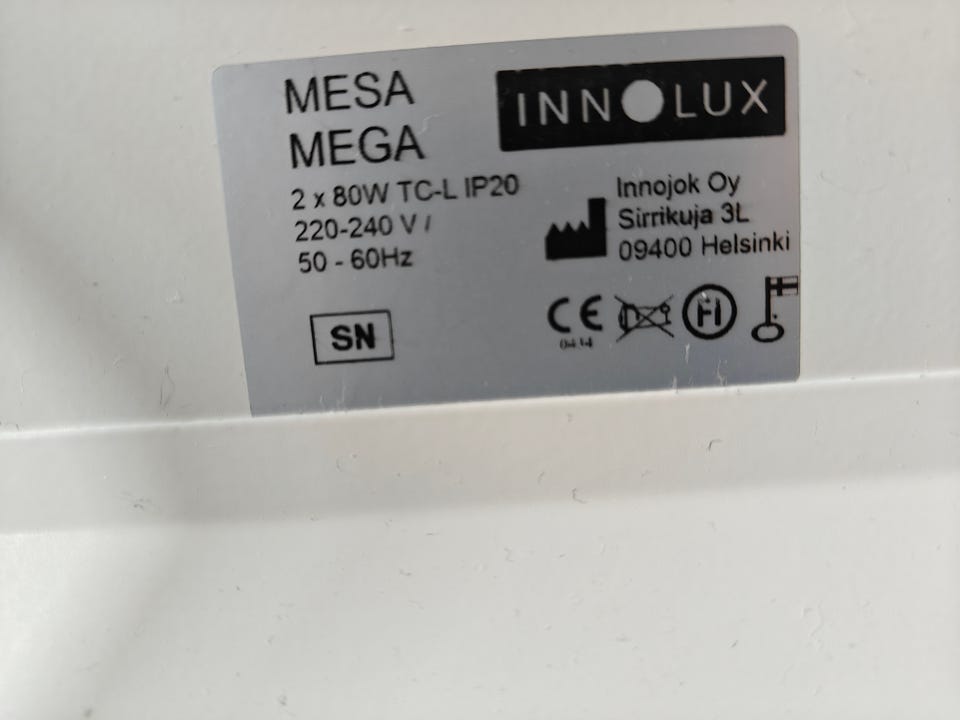 MESA
MEGA
2 x 80W TC-L IP20
220-240 V /
50 - 60Hz
SN
INNOLUX
Innojok Oy
Sirrikuja 3L
09400 Helsinki
CE
FI